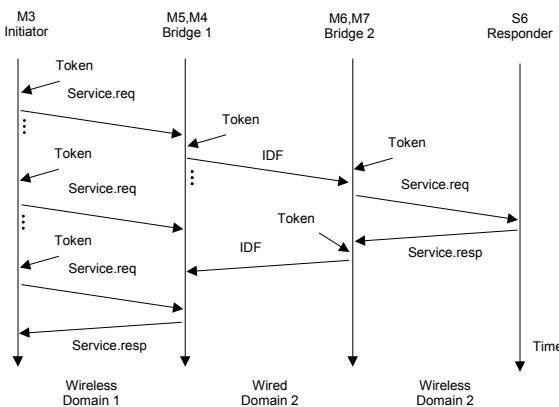 M3
Initiator
M5,M4
Bridge 1
M6,M7
Bridge 2
S6
Responder
Token
Service.req
Token
IDF
Token
Token
Service.req
Service.req
Token
Token
IDF
Service.resp
Service.req
Service.resp
Time
Wireless
Domain 1
Wired
Domain 2
Wireless
Domain 2